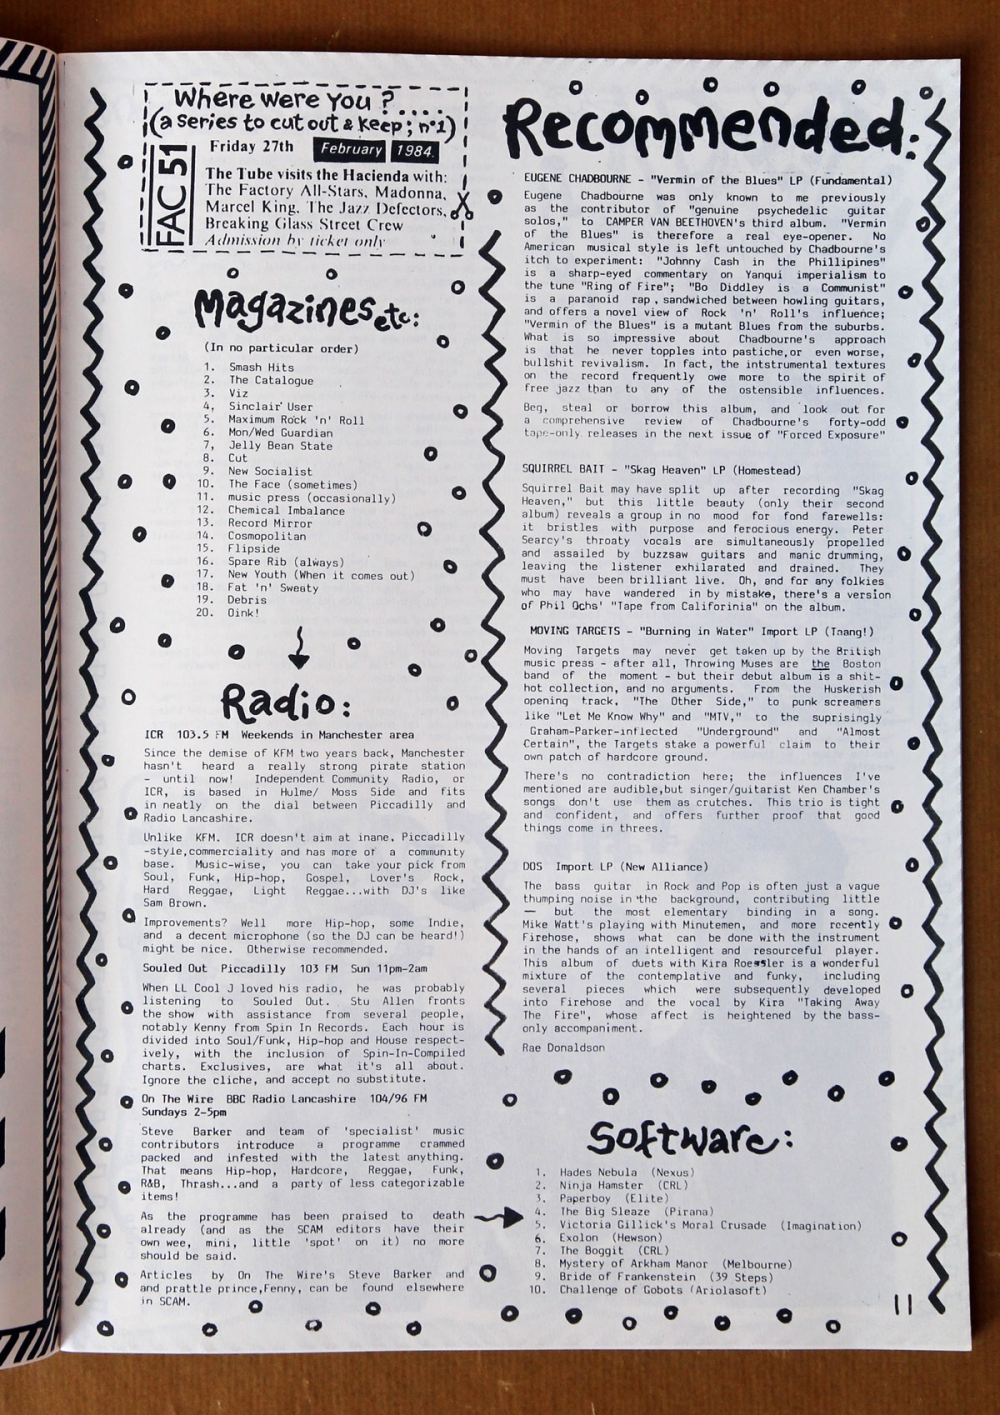 Where were You ?
(a series to cut out & keep; nº1)
FAC 51
Friday 27th February 1984.
The Tube visits the Hacienda with:
The Factory All-Stars, Madonna,
Marcel King, The Jazz Defectors,
Breaking Glass Street Crew
Admission by ticket only
Magazines etc:
(In no particular order)
1. Smash Hits
2. The Catalogue
3. Viz
4, Sinclair User
5. Maximum Rock 'n' Roll
6. Mon/Wed Guardian
7, Jelly Bean State
8. Cut
9. New Socialist
10. The Face (sometimes)
11. music press (occasionally)
12. Chemical Imbalance
13. Record Mirror
14. Cosmopolitan
15. Flipside
16. Spare Rib (always)
17. New Youth (When it comes out)
18. Fat 'n' Sweaty
19. Debris
20. Oink!
Radio:
ICR 103.5 FM Weekends in Manchester area
Since the demise of KFM two years back, Manchester
hasn't heard a really strong pirate station
- until now! Independent Community Radio, or
ICR, is based in Hulme/ Moss Side and fits
in neatly on the dial between Piccadilly and
Radio Lancashire.
Unlike KFM. ICR doesn't aim at inane. Piccadilly
-style,commerciality and has more of a community
base. Music-wise, you can take your pick from
Soul, Funk, Hip-hop, Gospel, Lover's Rock,
Hard Reggae, Light Reggae...with DJ's like
Sam Brown.
Improvements? Well more Hip-hop, some Indie,
and a decent microphone (so the DJ can be heard!)
might be nice. Otherwise recommended.
Souled Out Piccadilly 103 FM Sun 11pm-2am
When LL Cool J loved his radio, he was probably
listening to Souled Out. Stu Allen fronts
the show with assistance from several people,
notably Kenny from Spin In Records. Each hour is
divided into Soul/Funk, Hip-hop and House respect-
ively, with the inclusion of Spin-In-Compiled
charts. Exclusives, are what it's all about.
Ignore the cliche, and accept no substitute.
On The Wire BBC Radio Lancashire 104/96 FM
Sundays 2-5pm
Steve Barker and team of 'specialist' music
contributors introduce a programme crammed
packed and infested with the latest anything.
That means Hip-hop, Hardcore, Reggae, Funk,
R&B, Thrash...and a party of less categorizable
items!
As the programme has been praised to death
already (and as the SCAM editors have their
own wee, mini, little 'spot' on it) no more
should be said.
Articles by On The Wire's Steve Barker and
and prattle prince,Fenny, can be found elsewhere
in SCAM.
Recommended:
EUGENE CHADBOURNE - "Vermin of the Blues" LP (Fundamental)
Eugene Chadbourne was only known to me previously
as the contributor of "genuine psychedelic guitar
solos," to CAMPER VAN BEETHOVEN's third album. "Vermin
of the Blues" is therefore a real eye-opener. No
American musical style is left untouched by Chadbourne's
itch to experiment: "Johnny Cash in the Phillipines"
is a sharp-eyed commentary on Yanqui imperialism to
the tune "Ring of Fire"; "Bo Diddley is a Communist"
is a paranoid rap, sandwiched between howling guitars,
and offers a novel view of Rock 'n' Roll's influence;
"Vermin of the Blues" is a mutant Blues from the suburbs.
What is so impressive about Chadbourne's approach
is that he never topples into pastiche,or even worse,
bullshit revivalism. In fact, the intstrumental textures
on the record frequently owe more to the spirit of
free jazz than to any of the ostensible influences.
Beg, steal or borrow this album, and look out for
a comprehensive review of Chadbourne's forty-odd
tape-only releases in the next issue of "Forced Exposure"
SQUIRREL BAIT - "Skag Heaven" LP (Homestead)
Squirrel Bait may have split up after recording "Skag
Heaven," but this little beauty (only their second
album) reveals a group in no mood for fond farewells:
it bristles with purpose and ferocious energy. Peter
Searcy's throaty vocals are simultaneously propelled
and assailed by buzzsaw guitars and manic drumming,
leaving the listener exhilarated and drained. They
must have been brilliant live. Oh, and for any folkies
who may have wandered in by mistake, there's a version
of Phil Ochs' "Tape from Califorinia" on the album.
MOVING TARGETS - "Burning in Water" Import LP (Taang!)
Moving Targets may never get taken up by the British
music press - after all, Throwing Muses are the Boston
band of the moment - but their debut album is a shit-
hot collection, and no arguments. From the Huskerish
opening track, "The Other Side," to punk screamers
like "Let Me Know Why" and "MTV," to the suprisingly
Graham-Parker-inflected "Underground" and "Almost
Certain", the Targets stake a powerful claim to their
own patch of hardcore ground.
There's no contradiction here; the influences I've
mentioned are audible,but singer/guitarist Ken Chamber's
songs don't use them as crutches. This trio is tight
and confident, and offers further proof that good
things come in threes.
DOS Import LP (New Alliance)
The bass guitar in Rock and Pop is often just a vague
thumping noise in the background, contributing little
— but the most elementary binding in a song.
Mike Watt's playing with Minutemen, and more recently
Firehose, shows what can be done with the instrument
in the hands of an intelligent and resourceful player.
This album of duets with Kira Roessler is a wonderful
mixture of the contemplative and funky, including
several pieces which were subsequently developed
into Firehose and the vocal by Kira "Taking Away
The Fire", whose affect is heightened by the bass-
only accompaniment.
Rae Donaldson
Software:
1. Hades Nebula (Nexus)
2. Ninja Hamster (CRL)
3. Paperboy (Elite)
4. The Big Sleaze (Pirana)
5. Victoria Gillick's Moral Crusade (Imagination)
6. Exolon (Hewson)
7. The Boggit (CRL)
8. Mystery of Arkham Manor (Melbourne)
9. Bride of Frankenstein (39 Steps)
10. Challenge of Gobots (Ariolasoft)
11